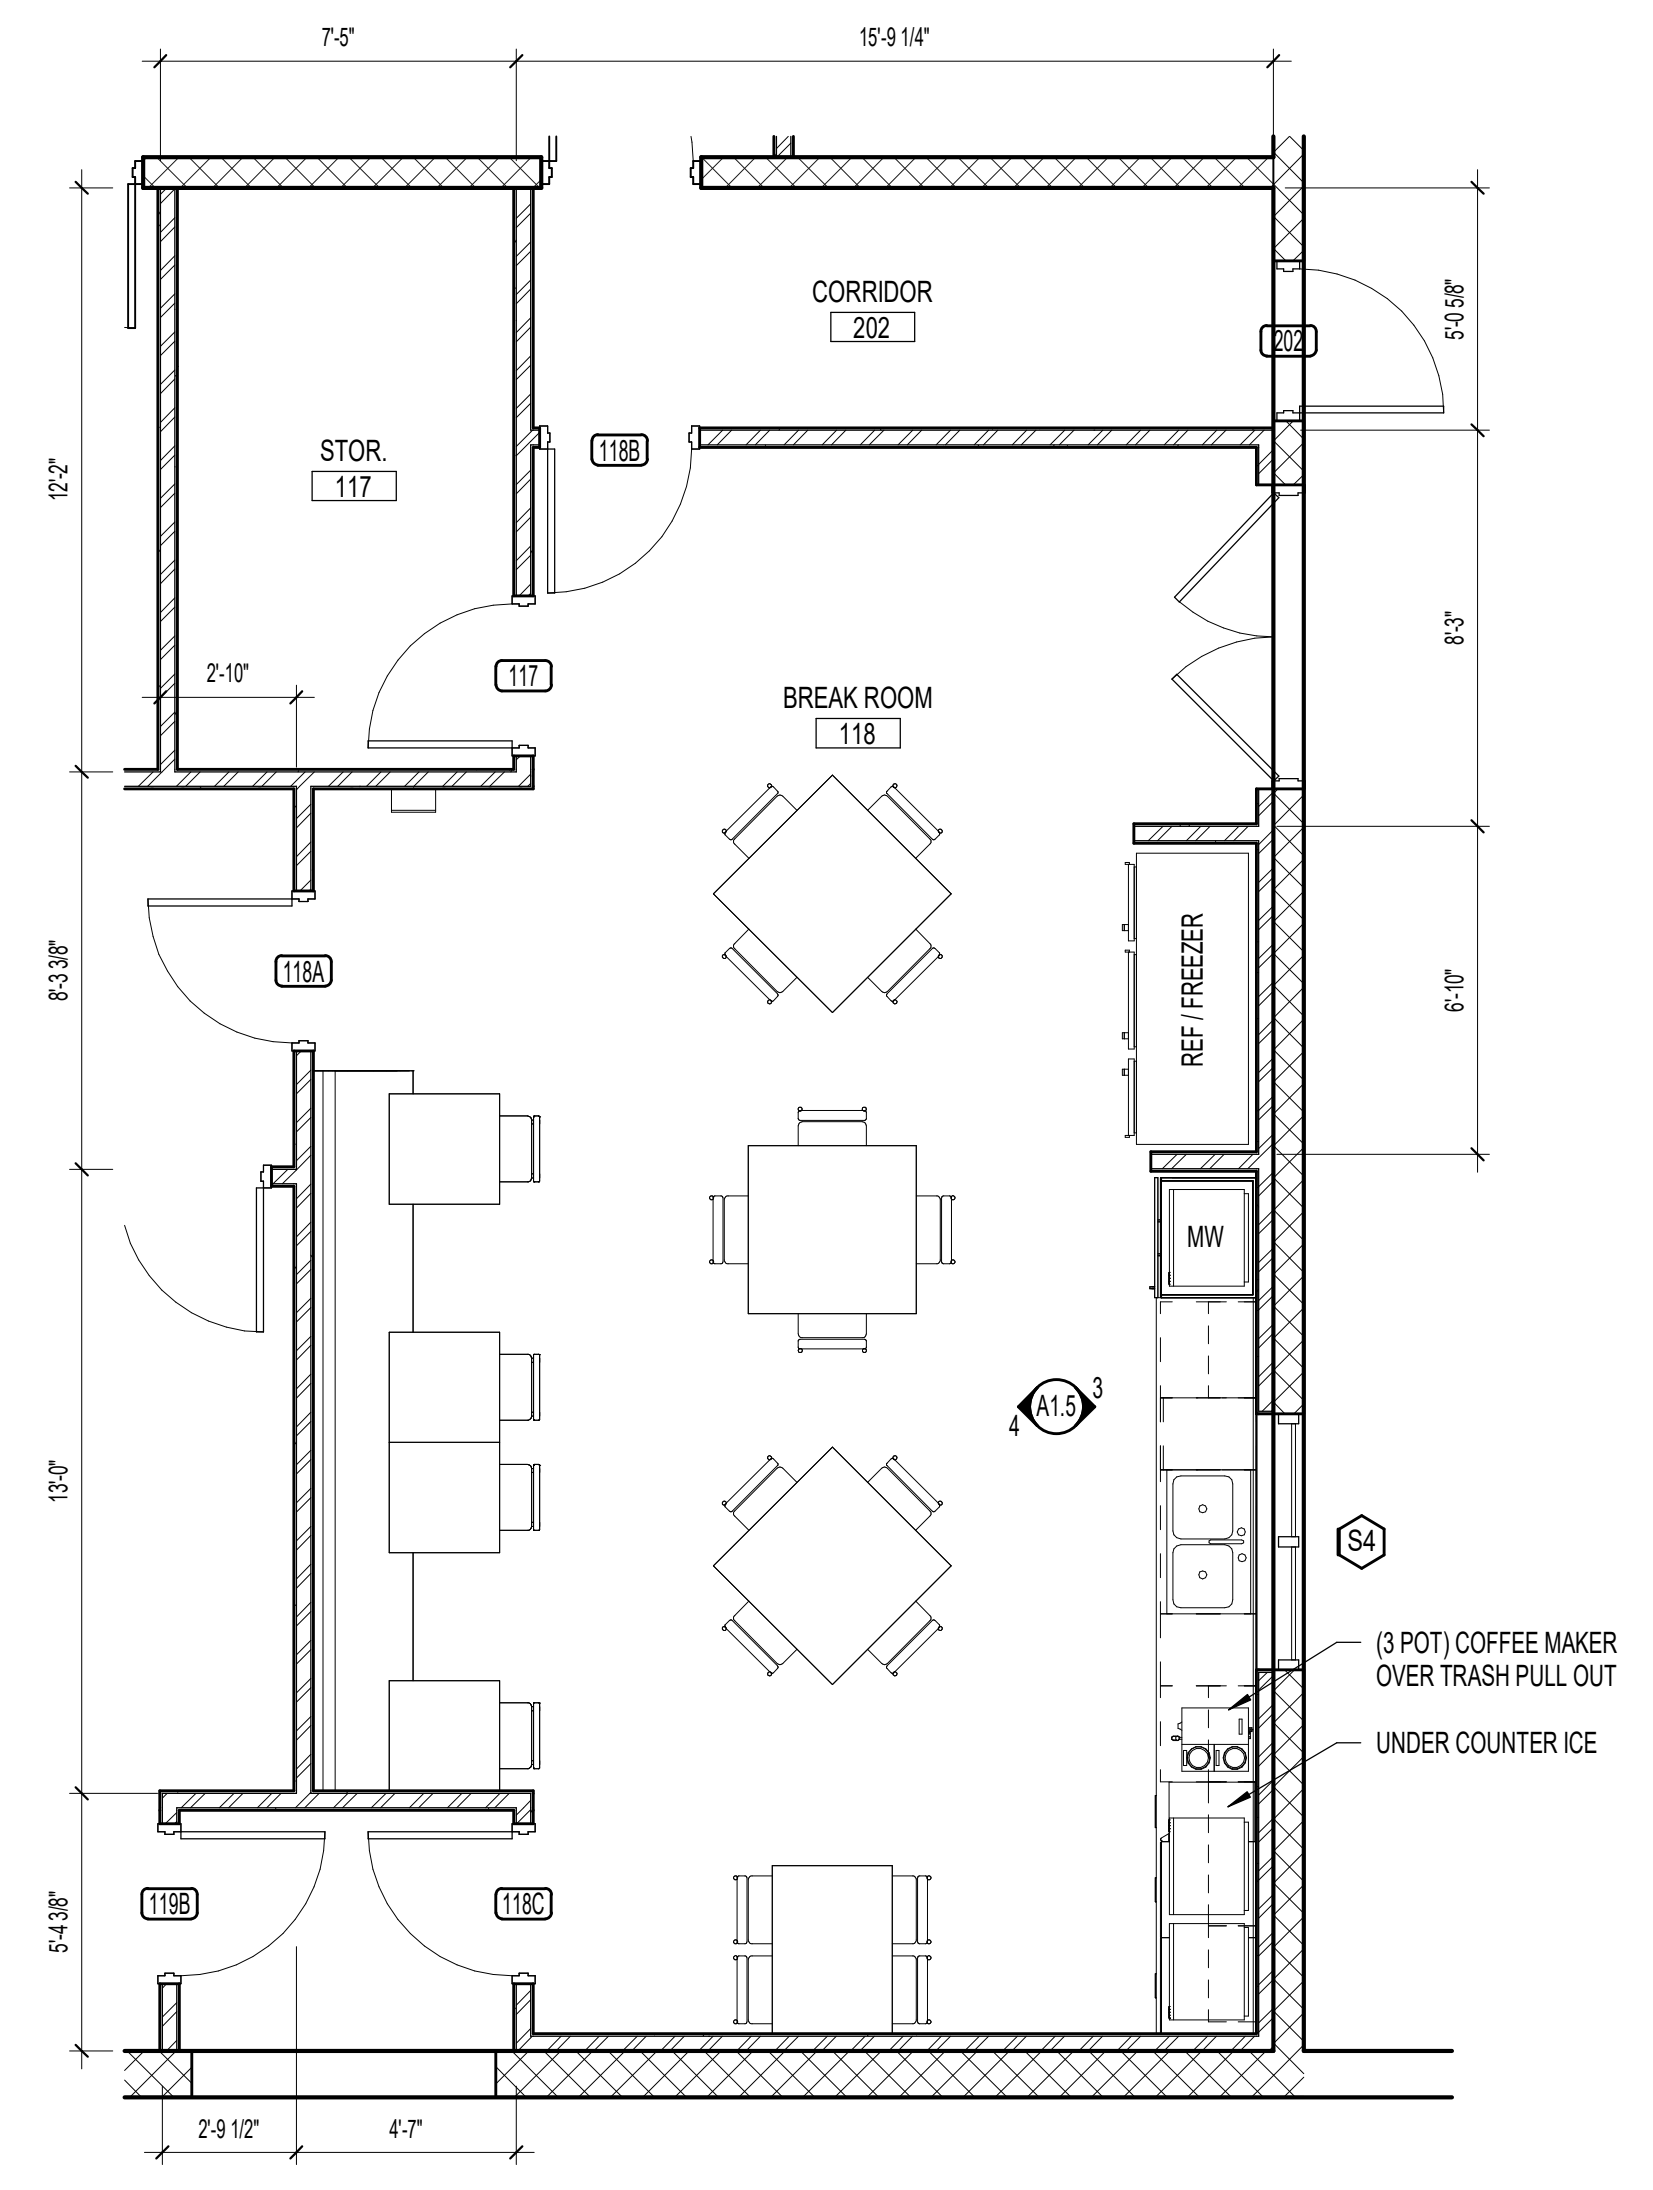 7'-5"
15'-9 1/4"
CORRIDOR
202
202
5'-0 5/8"
STOR.
117
118B
12'-2"
8'-3"
2'-10"
117
BREAK ROOM
118
118A
8'-3 3/8"
REF / FREEZER
6'-10"
MW
A1.5
3
4
13'-0"
S4
(3 POT) COFFEE MAKER
OVER TRASH PULL OUT
UNDER COUNTER ICE
119B
118C
5'-4 3/8"
2'-9 1/2"
4'-7"